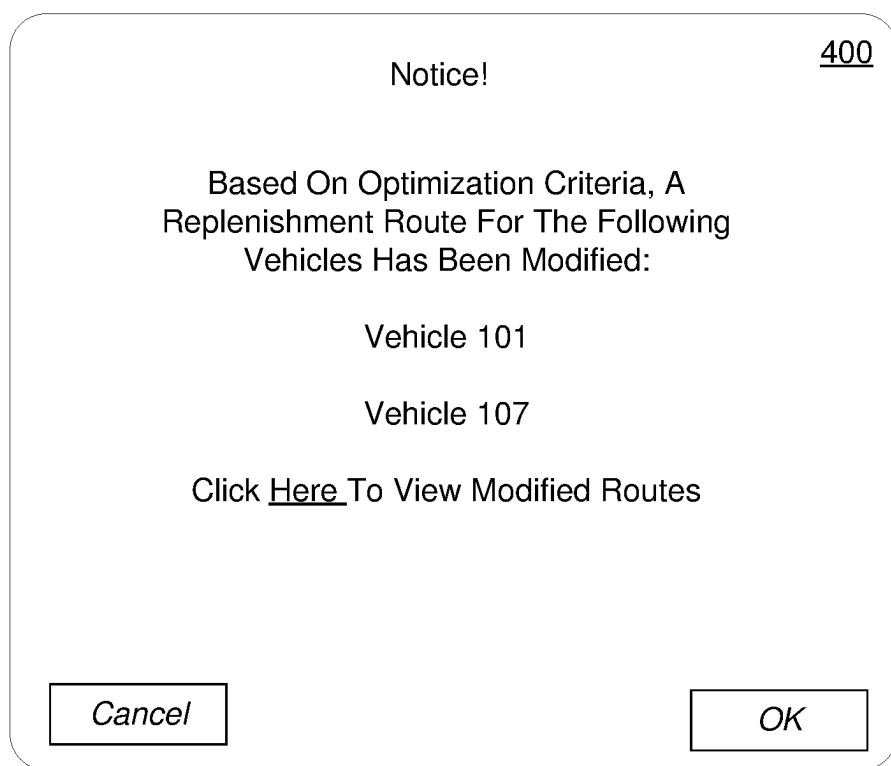 400
Notice!
Based On Optimization Criteria, A
Replenishment Route For The Following
Vehicles Has Been Modified:
Vehicle 101
Vehicle 107
Click Here To View Modified Routes
Cancel
OK